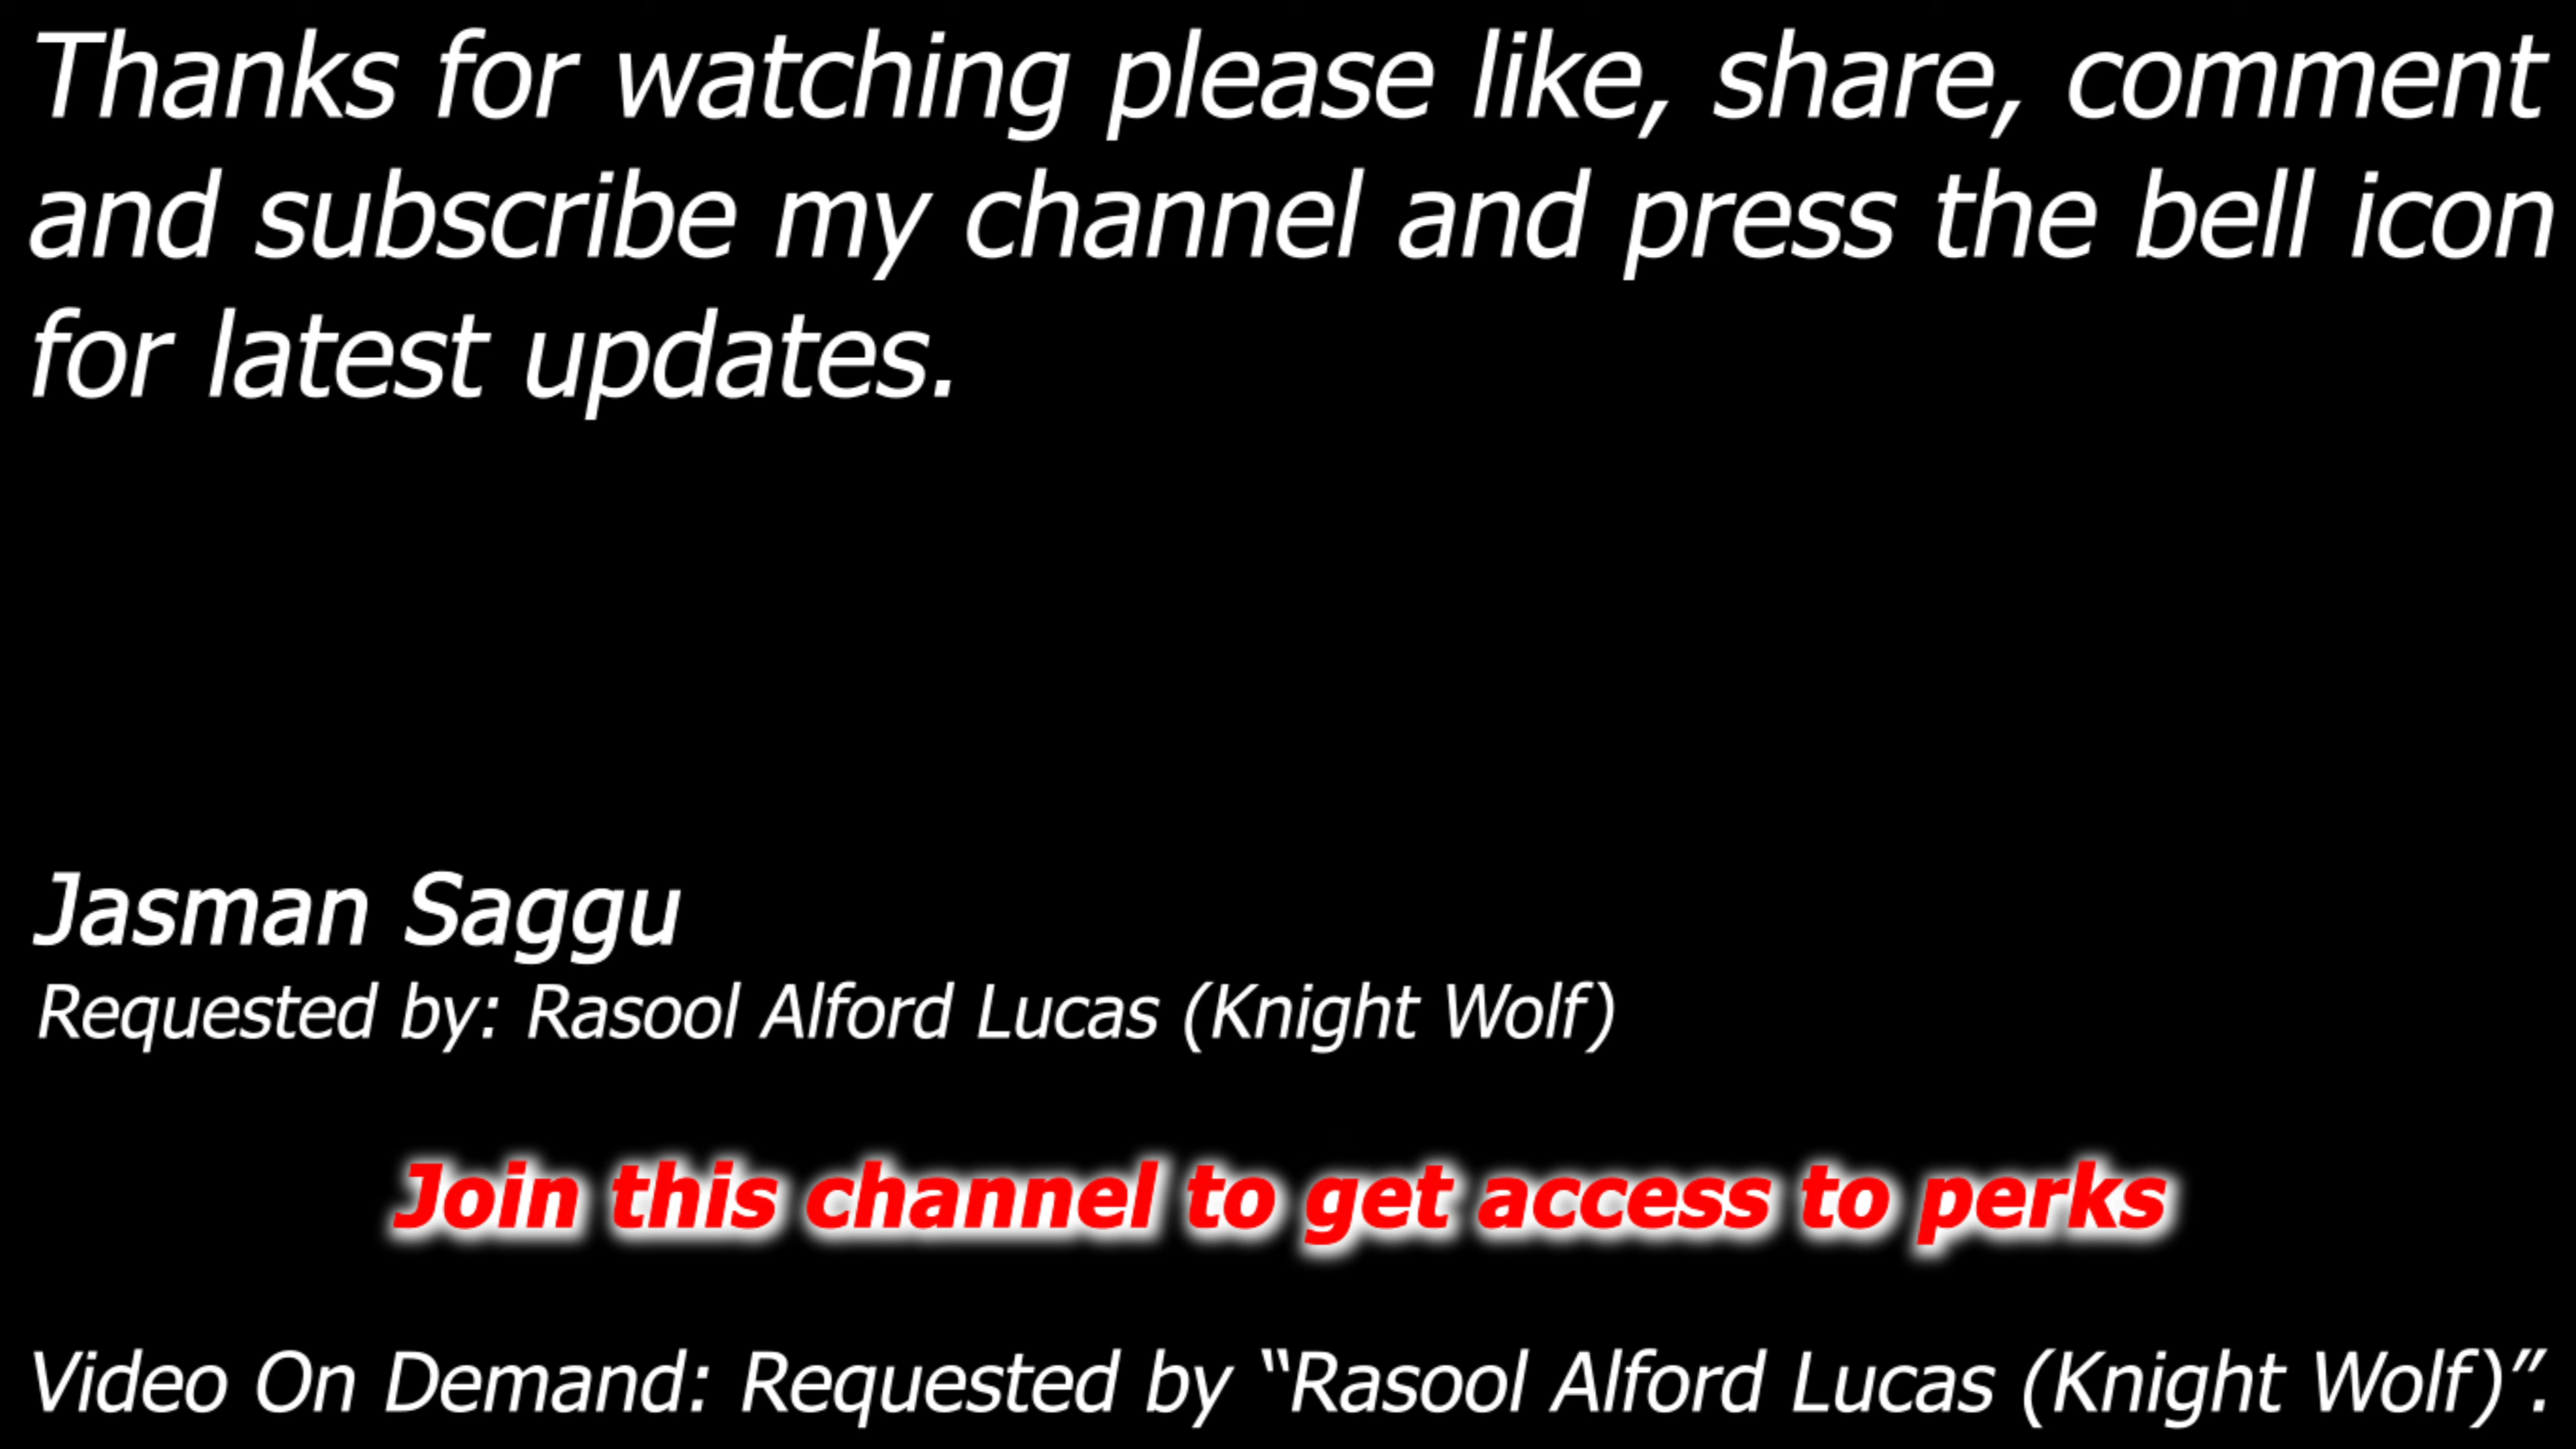 Thanks for watching please like, share, comment
and subscribe my channel and press the bell icon
for latest updates.
Jasman Saggu
Requested by: Rasool Alford Lucas (Knight Wolf)
Join this channel to get access to perks
Video On Demand: Requested by “Rasool Alford Lucas (Knight Wolf)”.